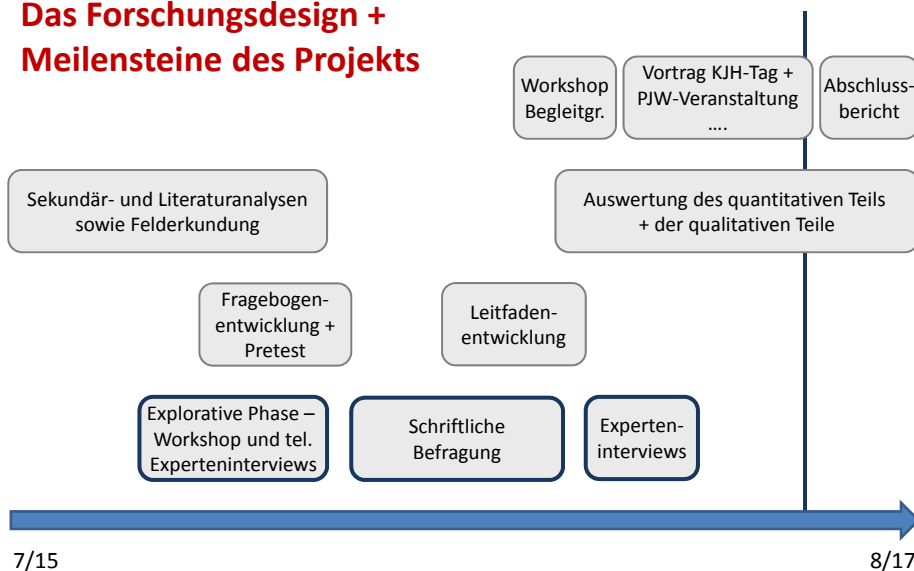 Das Forschungsdesign +
Meilensteine des Projekts
Workshop
Begleitgr.
Vortrag KJH-Tag +
PJW-Veranstaltung
....
Abschluss-
bericht
Sekundär- und Literaturanalysen
sowie Felderkundung
Auswertung des quantitativen Teils
+ der qualitativen Teile
Fragebogen-
entwicklung +
Pretest
Leitfaden-
entwicklung
Explorative Phase –
Workshop und tel.
Experteninterviews
Schriftliche
Befragung
Experten-
interviews
7/15
8/17